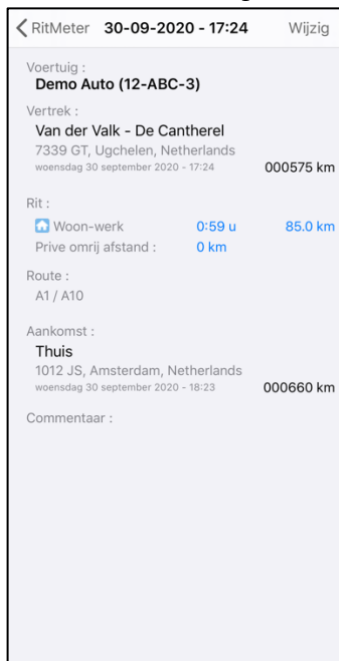 RitMeter 30-09-2020 - 17:24 Wijzig
Voertuig :
Demo Auto (12-ABC-3)
Vertrek :
Van der Valk - De Cantherel
7339 GT, Ugchelen, Netherlands
woensdag 30 september 2020 - 17:24 000575 km
Rit :
Woon-werk 0:59 u 85.0 km
Prive omrij afstand : 0 km
Route :
A1 / A10
Aankomst :
Thuis
1012 JS, Amsterdam, Netherlands
woensdag 30 september 2020 - 18:23 000660 km
Commentaar :